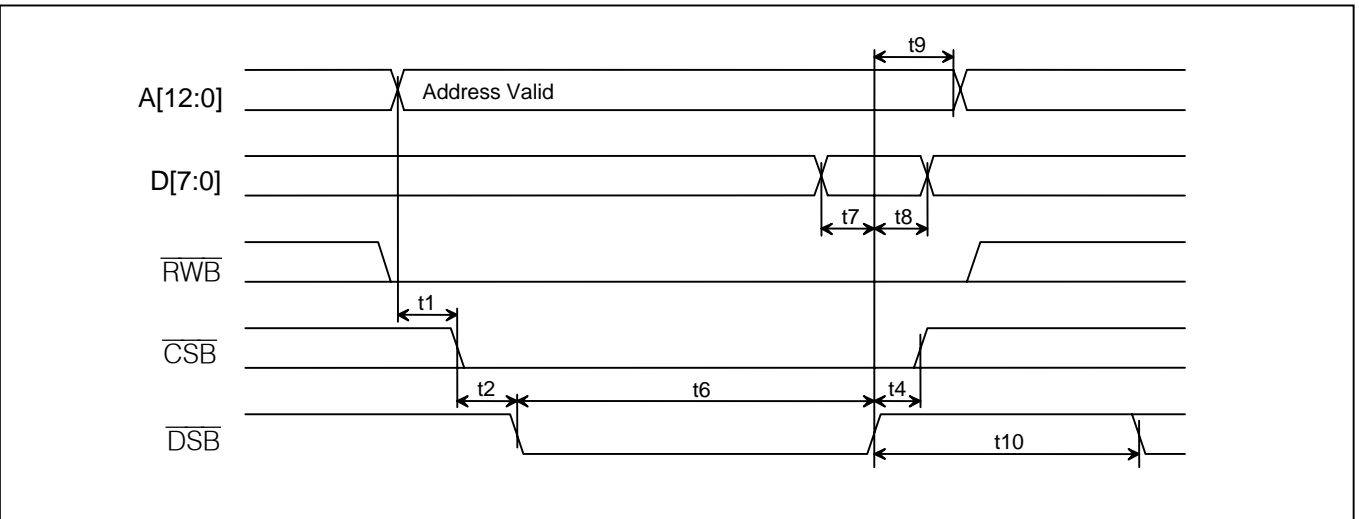 t9
A[12:0]
Address Valid
D[7:0]
t7
t8
RWB
t1
CSB
t2
t6
t4
DSB
t10